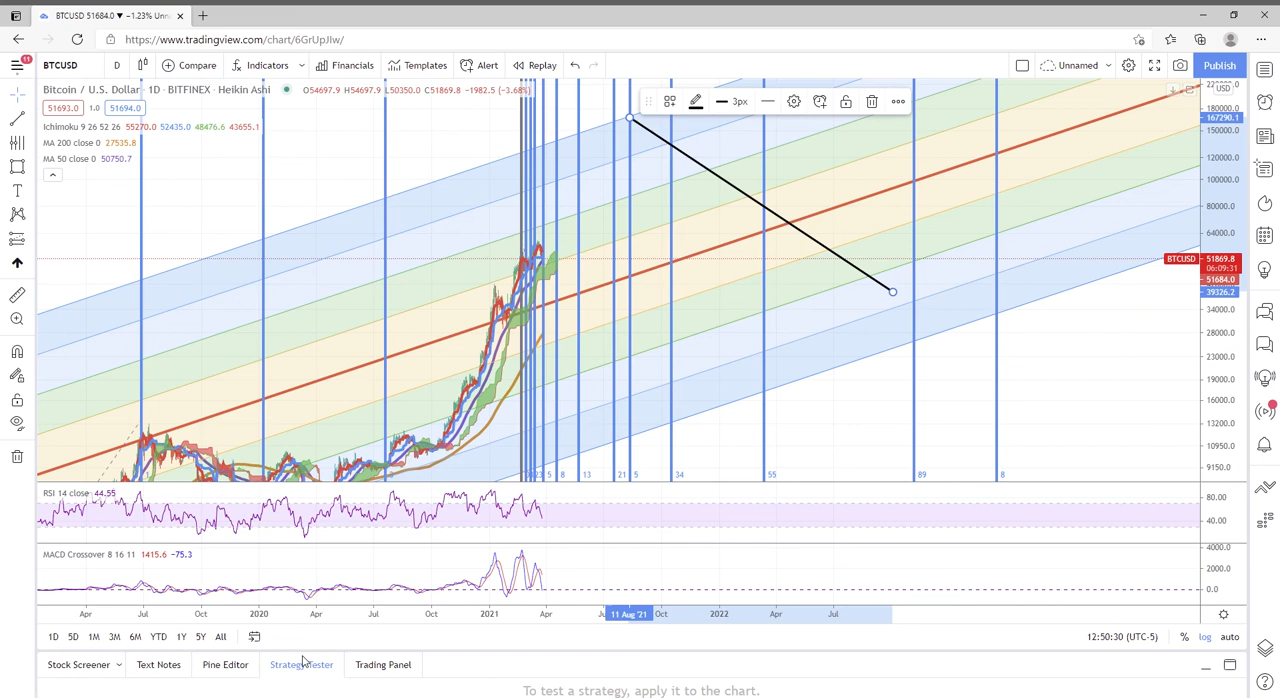 BTCUSD 51684.0 ▼ −1.23% Unn
https://www.tradingview.com/chart/6GrUpJIw/
11
BTCUSD D Compare Indicators Financials Templates Alert Replay Unnamed Publish
Bitcoin / U.S. Dollar · 1D · BITFINEX · Heikin Ashi O54697.9 H54697.9 L50350.0 C51869.8 −1982.5 (−3.68%)
3px
USD
51693.0 1.0 51694.0
Ichimoku 9 26 52 26 55270.0 52435.0 48476.6 43655.1
MA 200 close 0 27535.8
MA 50 close 0 50750.7
180000.0
167290.1
150000.0
120000.0
100000.0
80000.0
64000.0
BTCUSD 51869.8
06:09:31
51684.0
39326.2
34000.0
28000.0
23000.0
19000.0
16000.0
13200.0
10950.0
9150.0
5 8 13 21 5 34 55 89 8
RSI 14 close 44.55
80.00
40.00
MACD Crossover 8 16 11 1415.6 −75.3
4000.0
2000.0
0.0
Apr Jul Oct 2020 Apr Jul Oct 2021 Apr 11 Aug '21 Oct 2022 Apr Jul
1D 5D 1M 3M 6M YTD 1Y 5Y All 12:50:30 (UTC-5) % log auto
Stock Screener Text Notes Pine Editor Strategy Tester Trading Panel
To test a strategy, apply it to the chart.